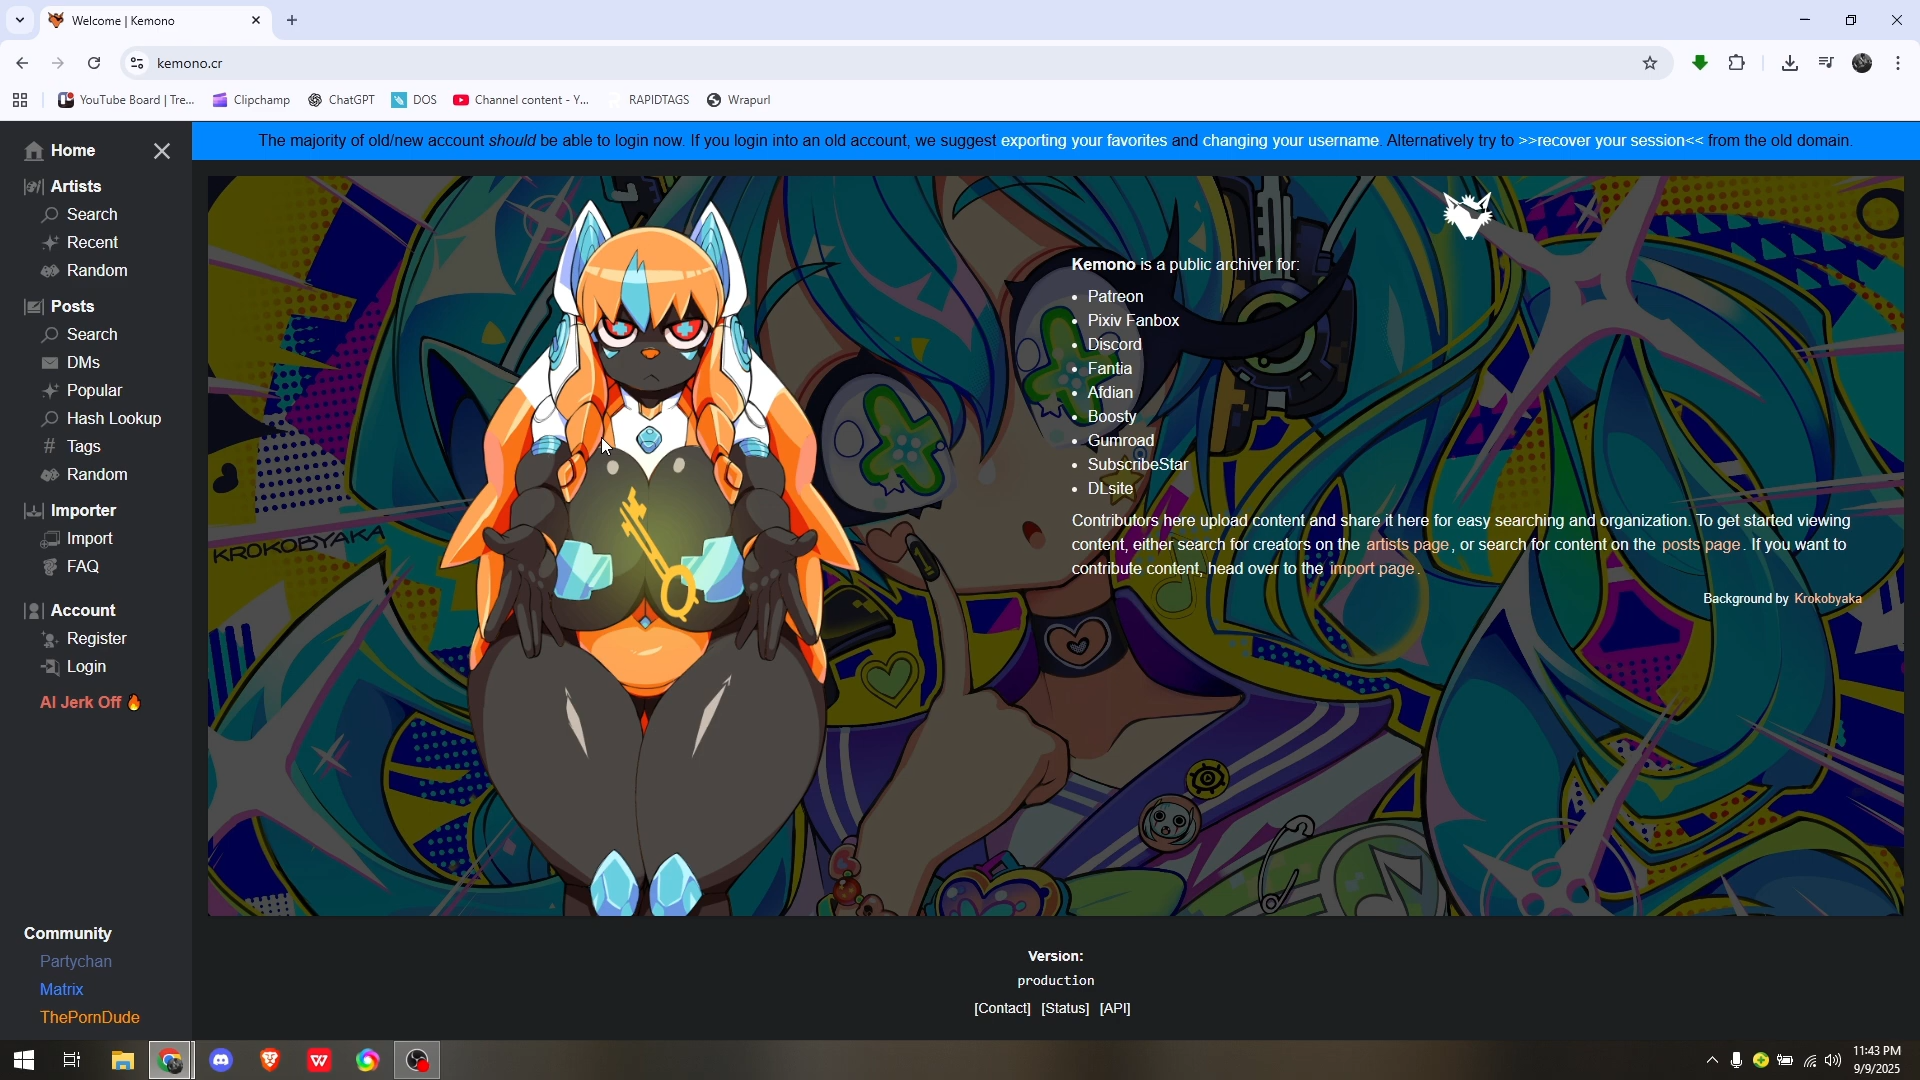 Welcome | Kemono
kemono.cr
YouTube Board | Tre...
Clipchamp
ChatGPT
DOS
Channel content - Y...
RAPIDTAGS
Wrapurl
The majority of old/new account should be able to login now. If you login into an old account, we suggest exporting your favorites and changing your username. Alternatively try to >>recover your session<< from the old domain.
Home
Artists
Search
Recent
Random
Posts
Search
DMs
Popular
Hash Lookup
Tags
Random
Importer
Import
FAQ
Account
Register
Login
AI Jerk Off
Community
Partychan
Matrix
ThePornDude
KROKOBYAKA
Kemono is a public archiver for:
Patreon
Pixiv Fanbox
Discord
Fantia
Afdian
Boosty
Gumroad
SubscribeStar
DLsite
Contributors here upload content and share it here for easy searching and organization. To get started viewing
content, either search for creators on the artists page, or search for content on the posts page. If you want to
contribute content, head over to the import page.
Background by Krokobyaka
Version:
production
[Contact] [Status] [API]
11:43 PM
9/9/2025